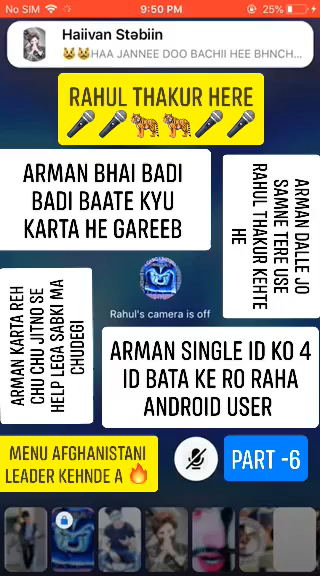 No SIM 9:50 PM 25%
Haiivan Stəbiin
😼😼HAA JANNEE DOO BACHII HEE BHNCH...
RAHUL THAKUR HERE
🎤🎤🐅🐅🎤🎤
ARMAN BHAI BADI
BADI BAATE KYU
KARTA HE GAREEB
ARMAN DALLE JO
SAMNE TERE USE
RAHUL THAKUR KEHTE
HE
Rahul's camera is off
ARMAN KARTA REH
CHU CHU JITNO SE
HELP LEGA SABKI MA
CHUDEGI
ARMAN SINGLE ID KO 4
ID BATA KE RO RAHA
ANDROID USER
MENU AFGHANISTANI
LEADER KEHNDE A 🔥
PART -6